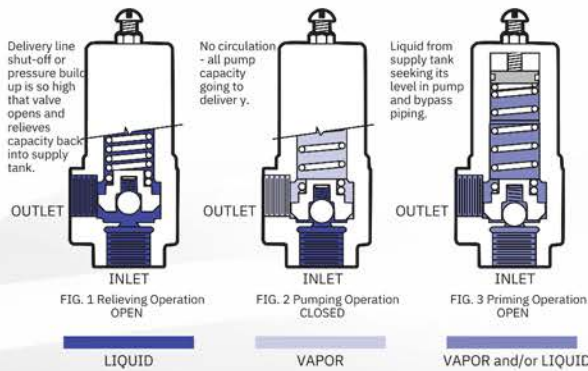 Delivery line
shut-off or
pressure build
up is so high
that valve
opens and
relieves
capacity back
into supply
tank.
OUTLET
INLET
FIG. 1 Relieving Operation
OPEN
No circulation
- all pump
capacity
going to
deliver y.
OUTLET
INLET
FIG. 2 Pumping Operation
CLOSED
Liquid from
supply tank
seeking its
level in pump
and bypass
piping.
OUTLET
INLET
FIG. 3 Priming Operation
OPEN
LIQUID
VAPOR
VAPOR and/or LIQUID